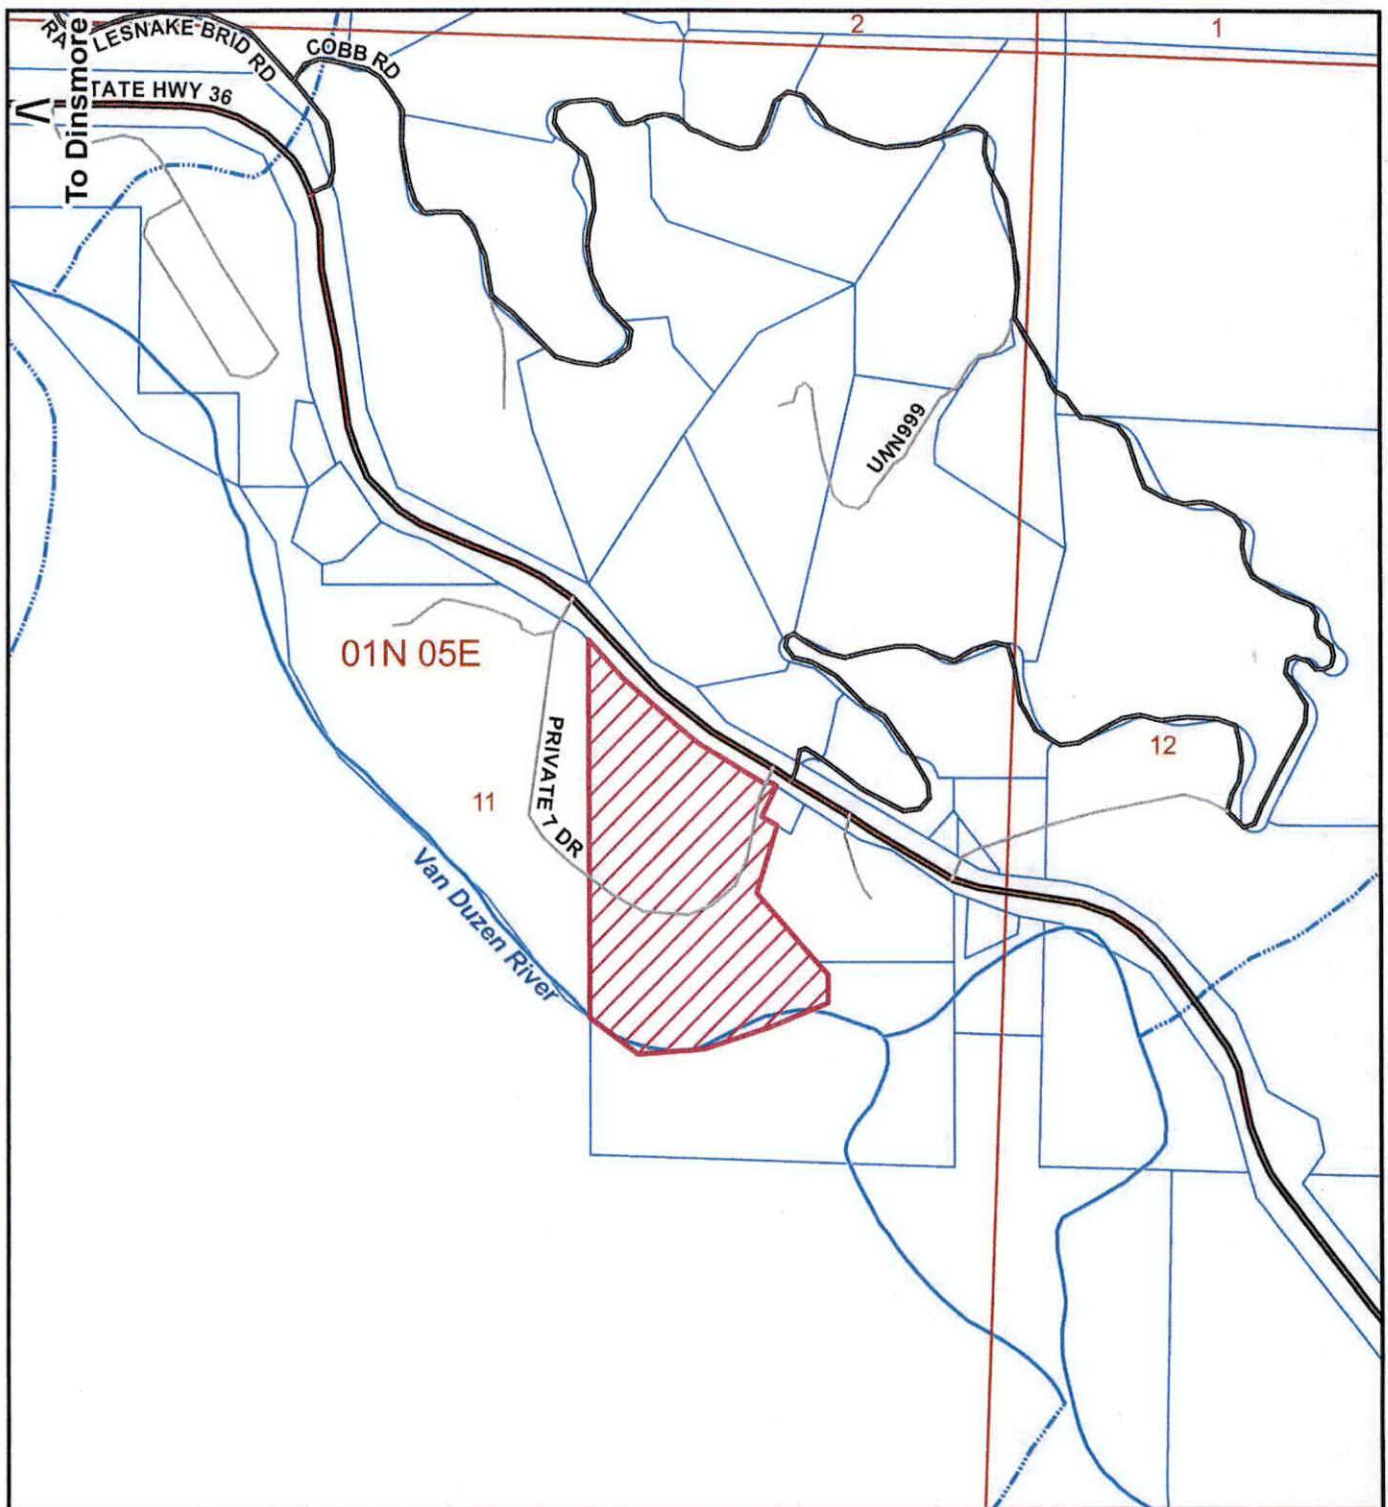 2
1
LESNAKE BRID RD
COBB RD
TATE HWY 36
<
To Dinsmore
UNN999
01N 05E
PRIVATE 7 DR
12
11
Van Duzen River